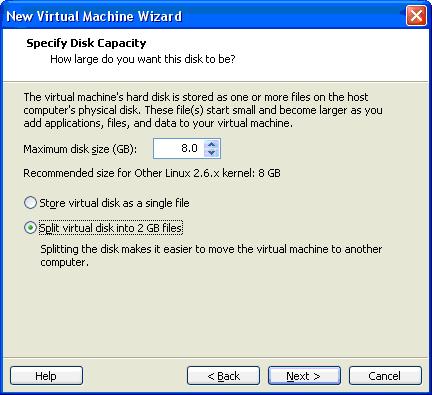 New Virtual Machine Wizard
Specify Disk Capacity
How large do you want this disk to be?
The virtual machine's hard disk is stored as one or more files on the host
computer's physical disk. These file(s) start small and become larger as you
add applications, files, and data to your virtual machine.
Maximum disk size (GB): 8.0
Recommended size for Other Linux 2.6.x kernel: 8 GB
Store virtual disk as a single file
Split virtual disk into 2 GB files
Splitting the disk makes it easier to move the virtual machine to another
computer.
Help < Back Next > Cancel